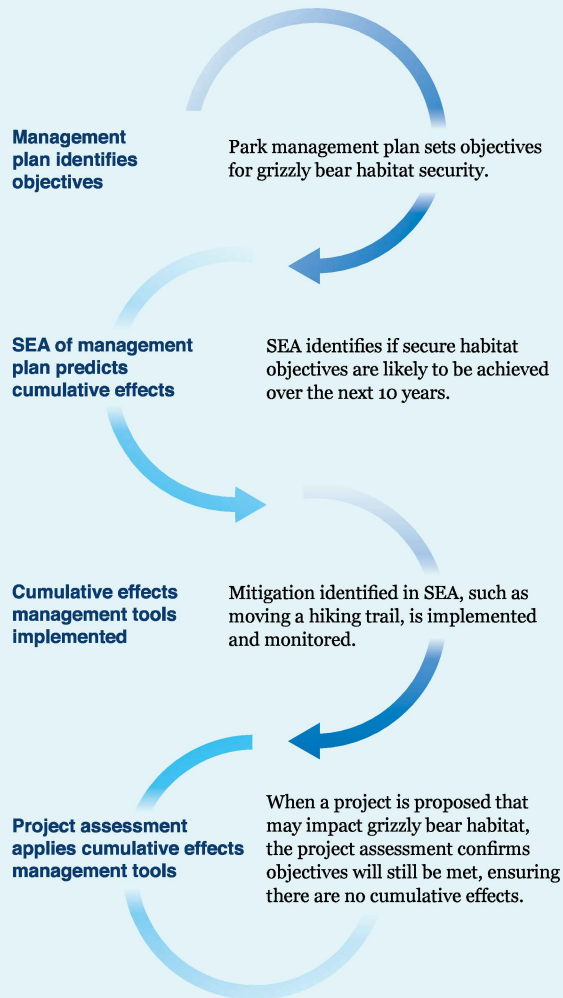 Management
plan identifies
objectives
Park management plan sets objectives
for grizzly bear habitat security.
SEA of management
plan predicts
cumulative effects
SEA identifies if secure habitat
objectives are likely to be achieved
over the next 10 years.
Cumulative effects
management tools
implemented
Mitigation identified in SEA, such as
moving a hiking trail, is implemented
and monitored.
Project assessment
applies cumulative effects
management tools
When a project is proposed that
may impact grizzly bear habitat,
the project assessment confirms
objectives will still be met, ensuring
there are no cumulative effects.